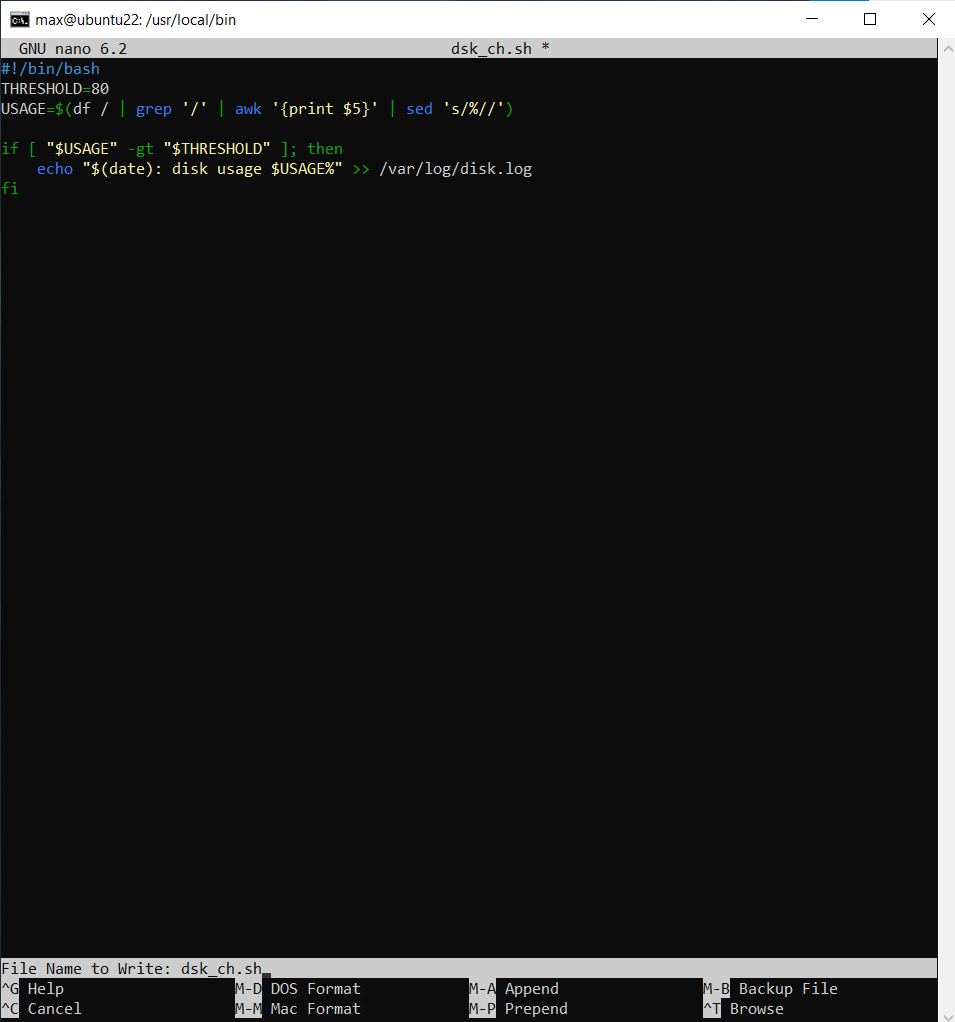 max@ubuntu22: /usr/local/bin
GNU nano 6.2 dsk_ch.sh *
#!/bin/bash
THRESHOLD=80
USAGE=$(df / | grep '/' | awk '{print $5}' | sed 's/%//')
if [ "$USAGE" -gt "$THRESHOLD" ]; then
    echo "$(date): disk usage $USAGE%" >> /var/log/disk.log
fi
File Name to Write: dsk_ch.sh
^G Help M-D DOS Format M-A Append M-B Backup File
^C Cancel M-M Mac Format M-P Prepend ^T Browse